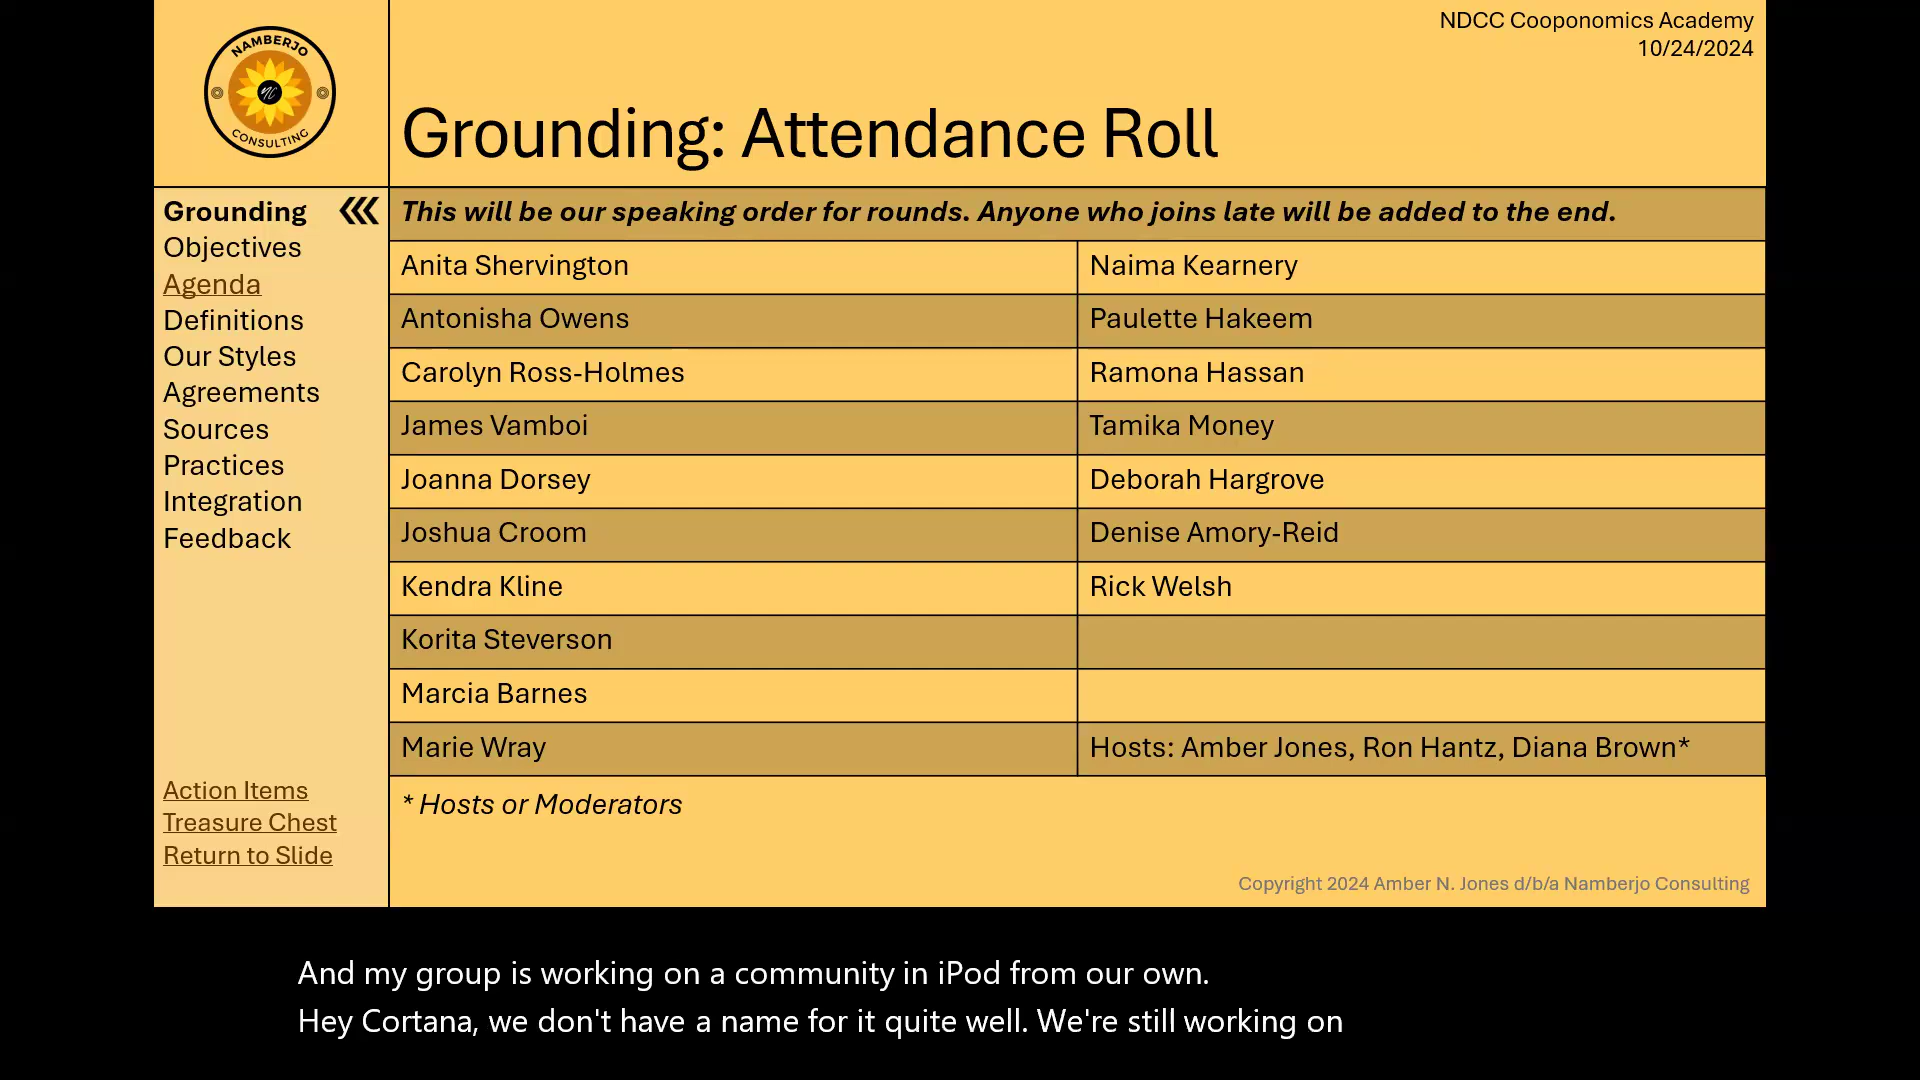 NAMBERJO
CONSULTING
NDCC Cooponomics Academy
10/24/2024
Grounding: Attendance Roll
Grounding
Objectives
Agenda
Definitions
Our Styles
Agreements
Sources
Practices
Integration
Feedback
Action Items
Treasure Chest
Return to Slide
This will be our speaking order for rounds. Anyone who joins late will be added to the end.
Anita Shervington
Naima Kearnery
Antonisha Owens
Paulette Hakeem
Carolyn Ross-Holmes
Ramona Hassan
James Vamboi
Tamika Money
Joanna Dorsey
Deborah Hargrove
Joshua Croom
Denise Amory-Reid
Kendra Kline
Rick Welsh
Korita Steverson
Marcia Barnes
Marie Wray
Hosts: Amber Jones, Ron Hantz, Diana Brown*
* Hosts or Moderators
Copyright 2024 Amber N. Jones d/b/a Namberjo Consulting
And my group is working on a community in iPod from our own.
Hey Cortana, we don't have a name for it quite well. We're still working on